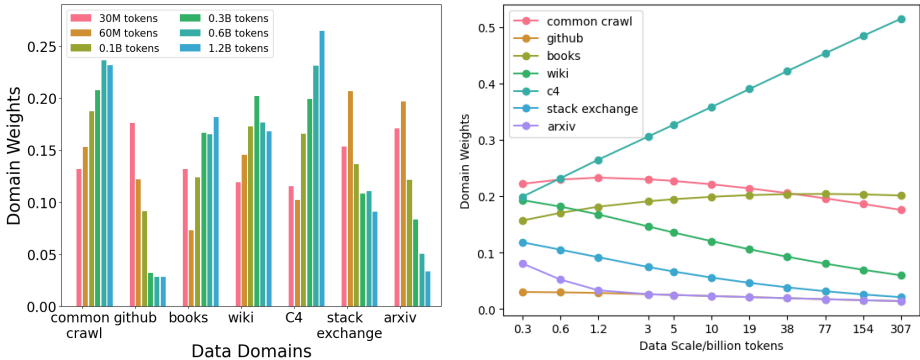 Domain Weights
0.25
0.20
0.15
0.10
0.05
0.00
30M tokens
60M tokens
0.1B tokens
0.3B tokens
0.6B tokens
1.2B tokens
common
crawl
github
books
wiki
C4
stack
exchange
arxiv
Data Domains
Domain Weights
0.5
0.4
0.3
0.2
0.1
0.0
common crawl
github
books
wiki
c4
stack exchange
arxiv
0.3
0.6
1.2
3
5
10
19
38
77
154
307
Data Scale/billion tokens